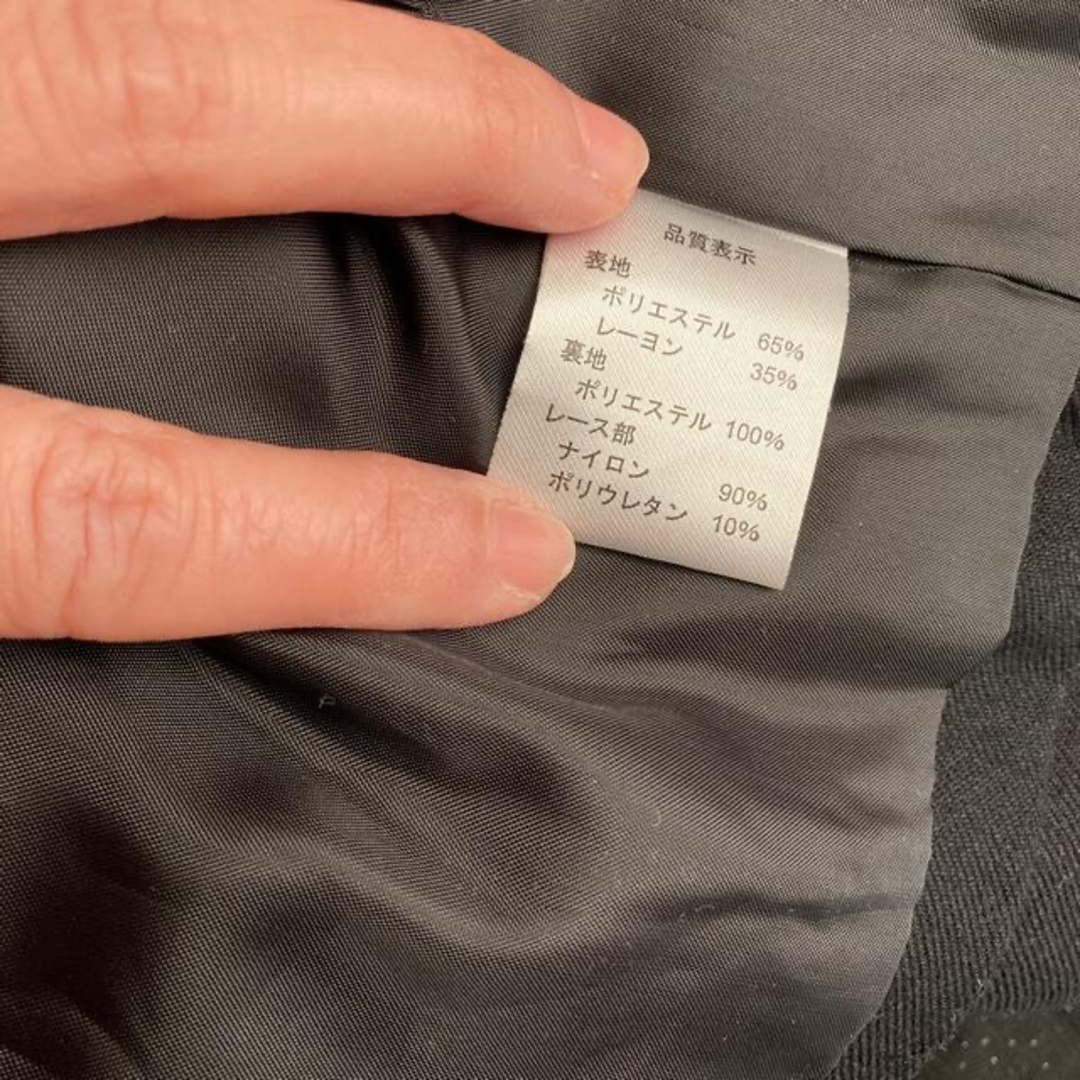 品質表示
表地
ポリエステル 65%
レーヨン 35%
裏地
ポリエステル 100%
レース部
ナイロン 90%
ポリウレタン 10%